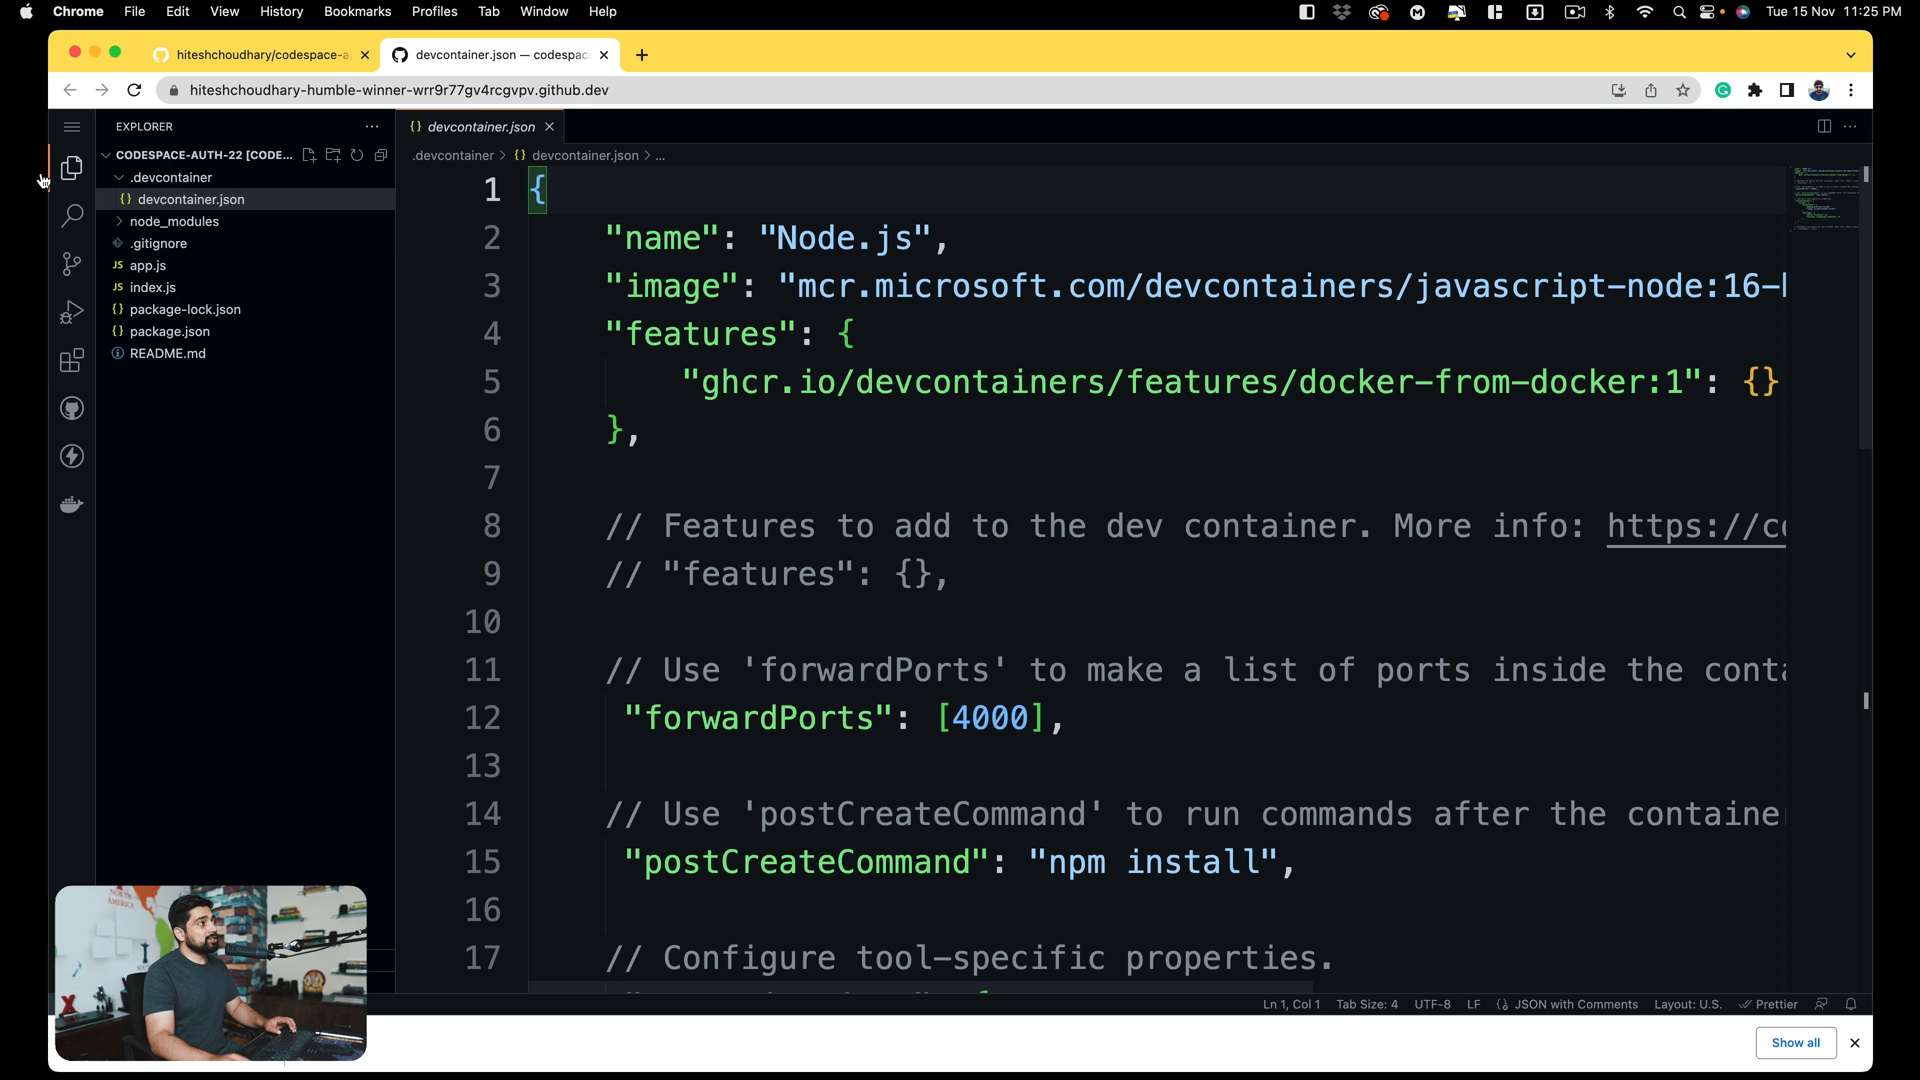 Chrome File Edit View History Bookmarks Profiles Tab Window Help
Tue 15 Nov 11:25 PM
hiteshchoudhary/codespace-a
devcontainer.json — codespac
hiteshchoudhary-humble-winner-wrr9r77gv4rcgvpv.github.dev
EXPLORER
CODESPACE-AUTH-22 [CODE...
.devcontainer
{} devcontainer.json
node_modules
.gitignore
JS app.js
JS index.js
{} package-lock.json
{} package.json
README.md
{} devcontainer.json
.devcontainer > {} devcontainer.json > ...
1 {
2 "name": "Node.js",
3 "image": "mcr.microsoft.com/devcontainers/javascript-node:16-
4 "features": {
5 "ghcr.io/devcontainers/features/docker-from-docker:1": {}
6 },
7
8 // Features to add to the dev container. More info: https://c
9 // "features": {},
10
11 // Use 'forwardPorts' to make a list of ports inside the conta
12 "forwardPorts": [4000],
13
14 // Use 'postCreateCommand' to run commands after the container
15 "postCreateCommand": "npm install",
16
17 // Configure tool-specific properties.
NORTH AMERICA
Ln 1, Col 1 Tab Size: 4 UTF-8 LF {} JSON with Comments Layout: U.S. Prettier
Show all